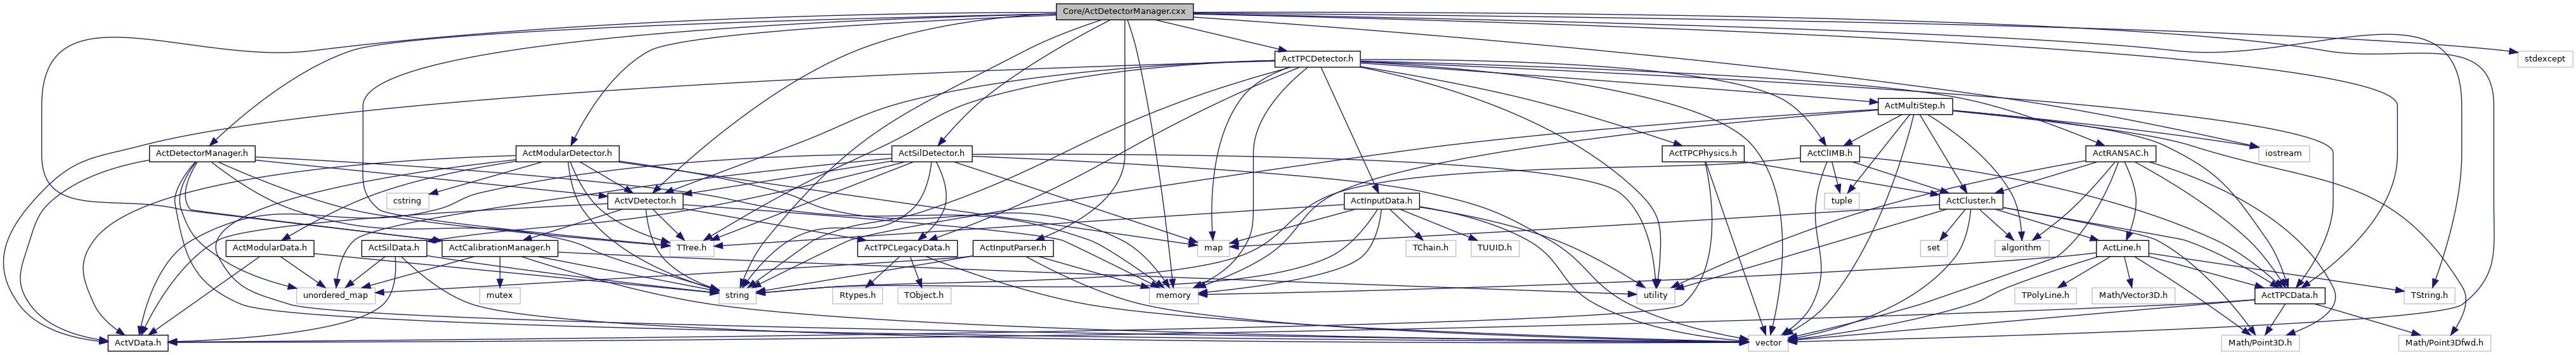 Core/ActDetectorManager.cxx
ActTPCDetector.h
stdexcept
ActMultiStep.h
ActDetectorManager.h
ActModularDetector.h
ActSilDetector.h
ActTPCPhysics.h
ActClIMB.h
ActRANSAC.h
iostream
cstring
ActVDetector.h
ActInputData.h
tuple
ActCluster.h
ActModularData.h
ActSilData.h
ActCalibrationManager.h
TTree.h
ActTPCLegacyData.h
ActInputParser.h
map
TChain.h
TUUID.h
set
algorithm
ActLine.h
unordered_map
mutex
string
Rtypes.h
TObject.h
memory
utility
TPolyLine.h
Math/Vector3D.h
ActTPCData.h
TString.h
ActVData.h
vector
Math/Point3D.h
Math/Point3Dfwd.h